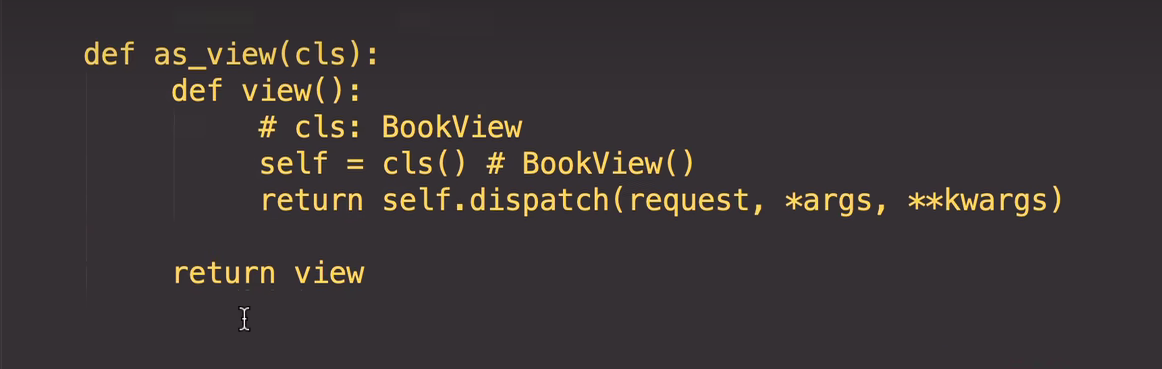 def as_view(cls):
def view():
# cls: BookView
self = cls() # BookView()
return self.dispatch(request, *args, **kwargs)
return view